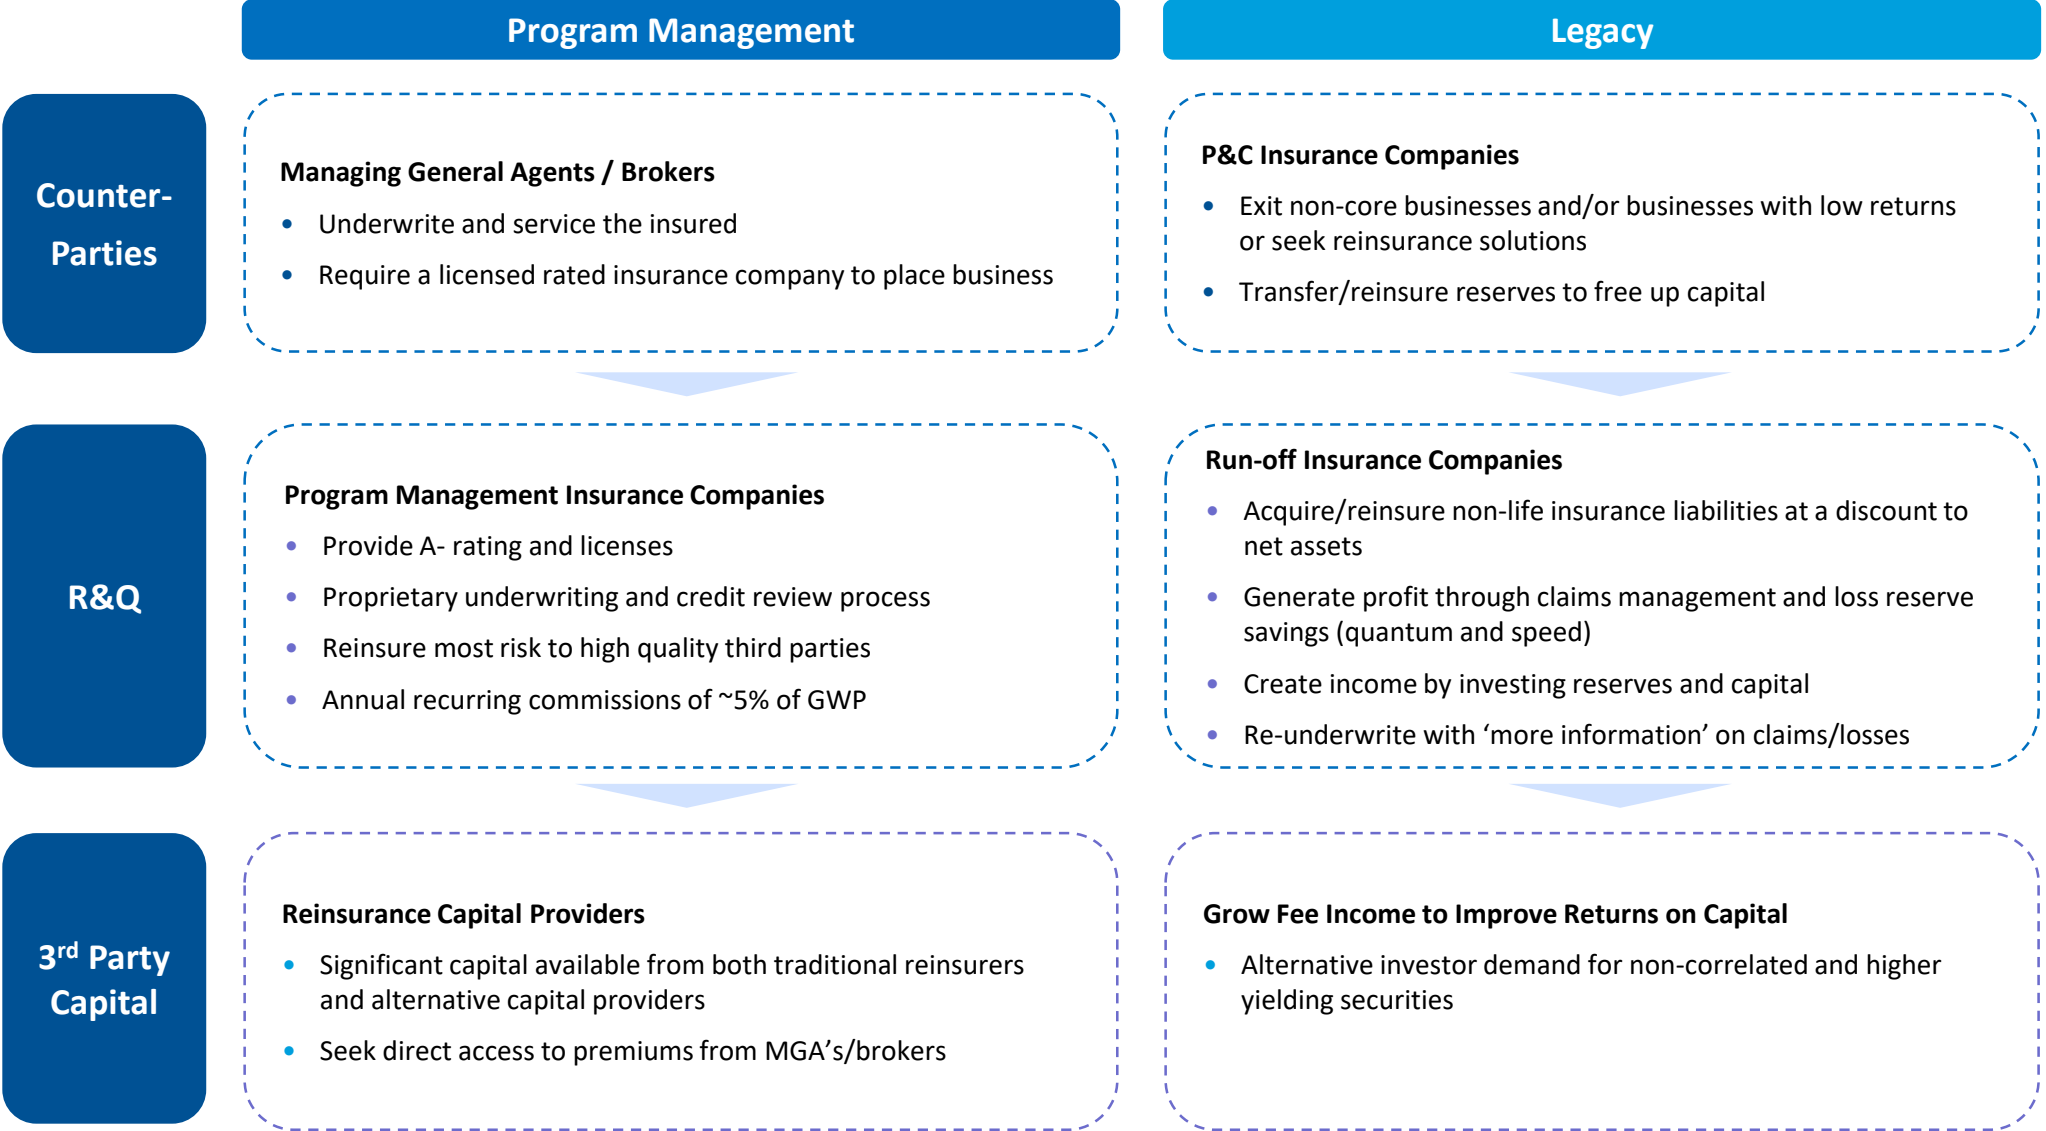 Program Management
Legacy
Counter-
Parties
Managing General Agents / Brokers
• Underwrite and service the insured
• Require a licensed rated insurance company to place business
P&C Insurance Companies
• Exit non-core businesses and/or businesses with low returns
or seek reinsurance solutions
• Transfer/reinsure reserves to free up capital
R&Q
Program Management Insurance Companies
• Provide A- rating and licenses
• Proprietary underwriting and credit review process
• Reinsure most risk to high quality third parties
• Annual recurring commissions of ~5% of GWP
Run-off Insurance Companies
• Acquire/reinsure non-life insurance liabilities at a discount to
net assets
• Generate profit through claims management and loss reserve
savings (quantum and speed)
• Create income by investing reserves and capital
• Re-underwrite with ‘more information’ on claims/losses
3rd Party
Capital
Reinsurance Capital Providers
• Significant capital available from both traditional reinsurers
and alternative capital providers
• Seek direct access to premiums from MGA’s/brokers
Grow Fee Income to Improve Returns on Capital
• Alternative investor demand for non-correlated and higher
yielding securities